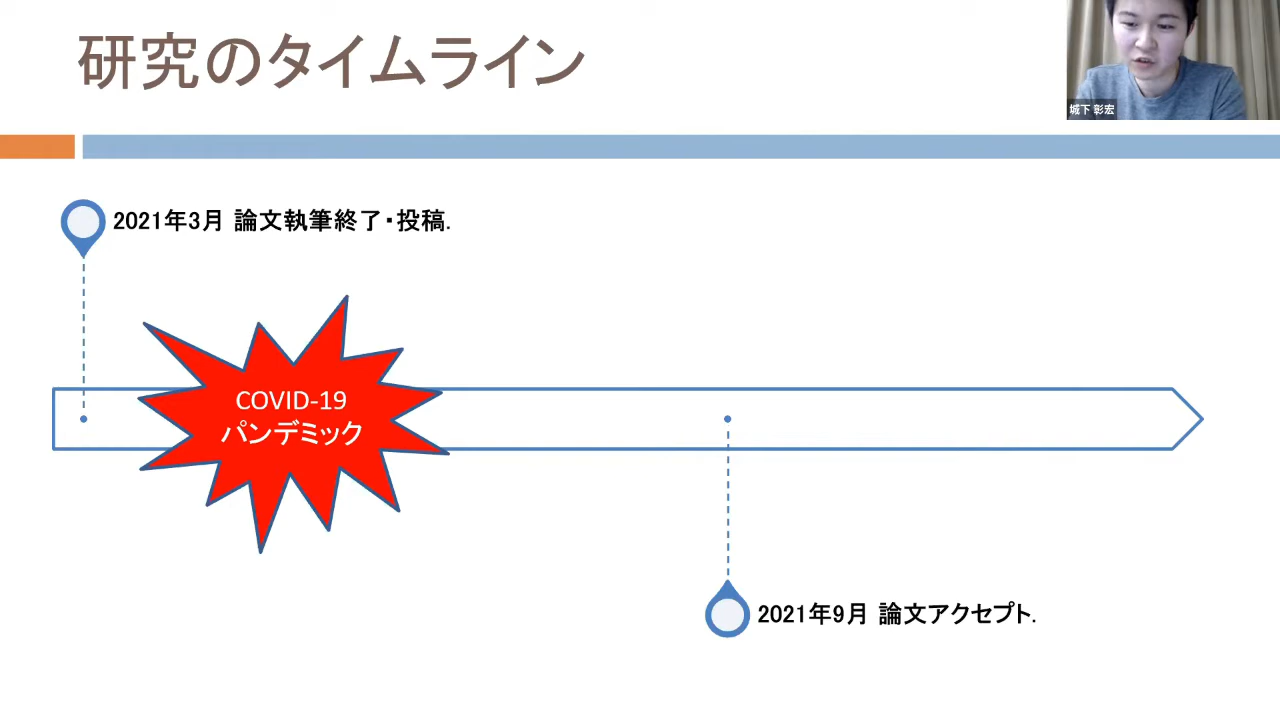 研究のタイムライン
城下 彰宏
2021年3月 論文執筆終了・投稿.
COVID-19
パンデミック
2021年9月 論文アクセプト.